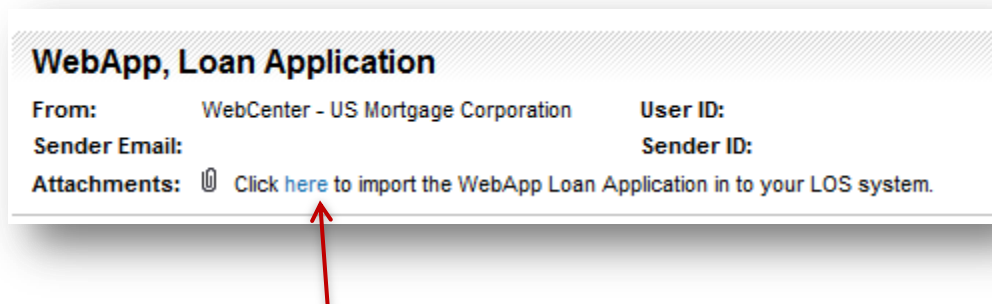 WebApp, Loan Application
From: WebCenter - US Mortgage Corporation User ID:
Sender Email: Sender ID:
Attachments: Click here to import the WebApp Loan Application in to your LOS system.